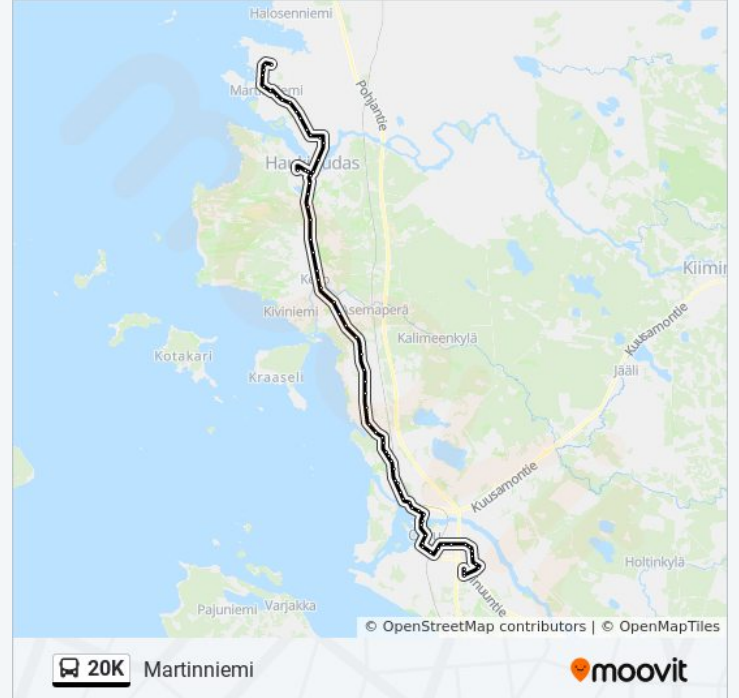 Halosenniemi
Pohjantie
Haukipudas
Kiimin
Asemaperä
Kiviniemi
Kuusamontie
Kalimeenkylä
Kotakari
Jääli
Kraaseli
Kuusamontie
Holtinkylä
Pajuniemi
Varjakka
© OpenStreetMap contributors | © OpenMapTiles
20K Martinniemi
moovit